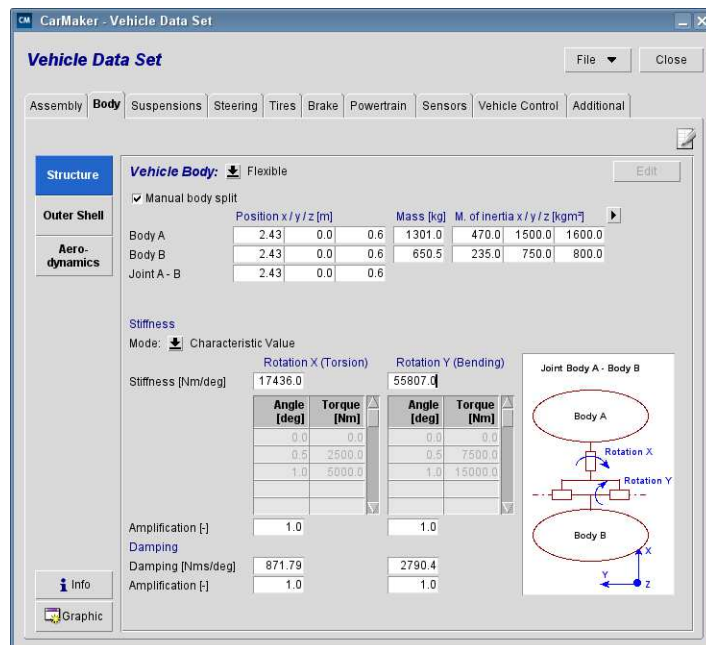 CM CarMaker - Vehicle Data Set
Vehicle Data Set
File Close
Assembly Body Suspensions Steering Tires Brake Powertrain Sensors Vehicle Control Additional
Structure
Outer Shell
Aero-
dynamics
Vehicle Body: Flexible Edit
Manual body split
Position x / y / z [m] Mass [kg] M. of inertia x / y / z [kgm²]
Body A 2.43 0.0 0.6 1301.0 470.0 1500.0 1600.0
Body B 2.43 0.0 0.6 650.5 235.0 750.0 800.0
Joint A - B 2.43 0.0 0.6
Stiffness
Mode: Characteristic Value
Rotation X (Torsion) Rotation Y (Bending)
Stiffness [Nm/deg] 17436.0 55807.0
Angle Torque Angle Torque
[deg] [Nm] [deg] [Nm]
0.0 0.0 0.0 0.0
0.5 2500.0 0.5 7500.0
1.0 5000.0 1.0 15000.0
Amplification [-] 1.0 1.0
Damping
Damping [Nms/deg] 871.79 2790.4
Amplification [-] 1.0 1.0
Joint Body A - Body B
Body A
Rotation X
Rotation Y
Body B
X
Y
Z
i Info
Graphic